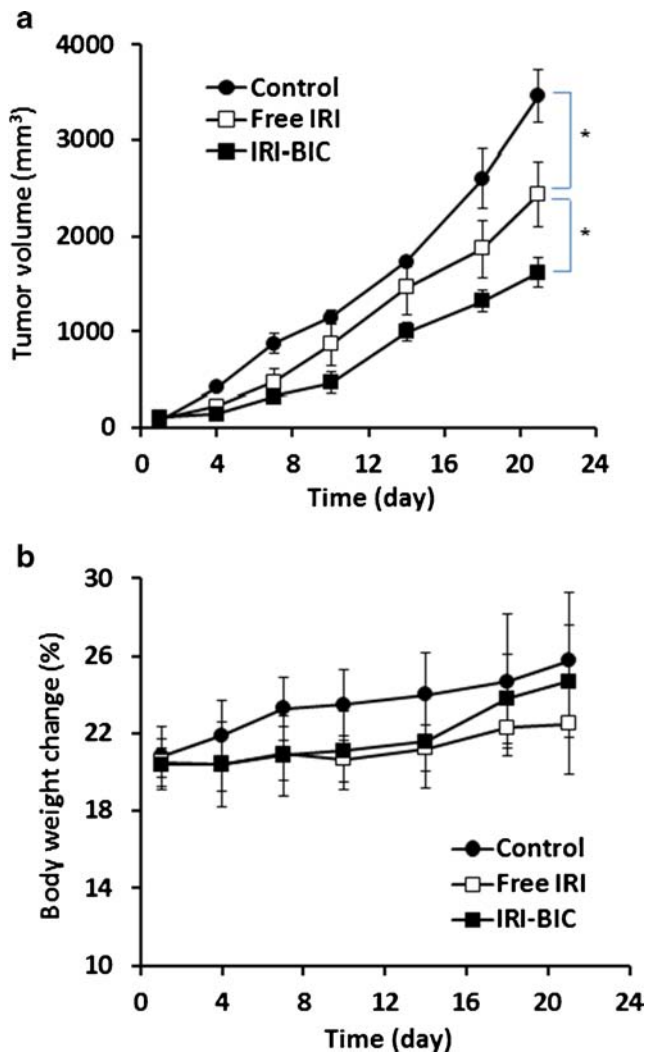 a
Tumor volume (mm³)
4000
3000
2000
1000
0
Control
Free IRI
IRI-BIC
*
*
0 4 8 12 16 20 24
Time (day)
b
Body weight change (%)
30
26
22
18
14
10
Control
Free IRI
IRI-BIC
0 4 8 12 16 20 24
Time (day)